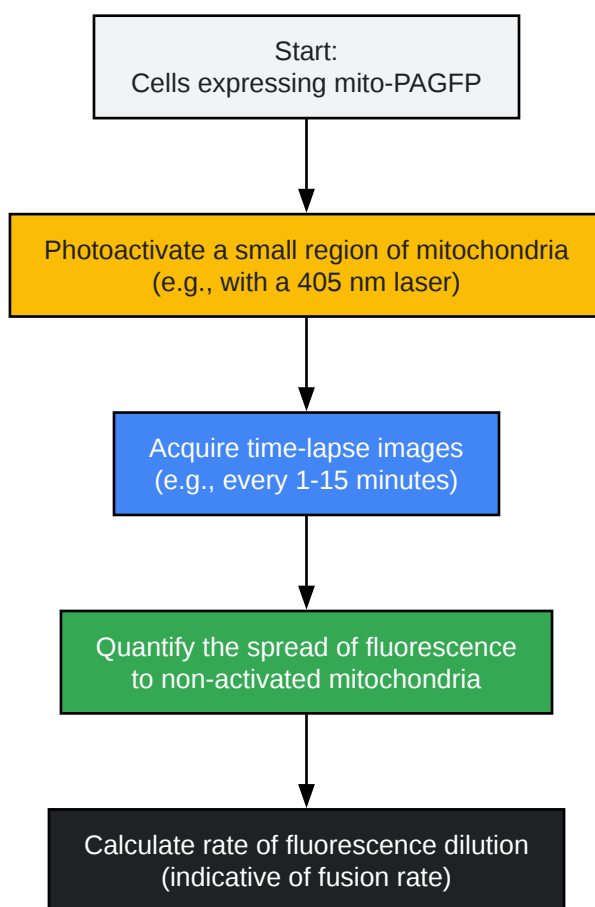 Start:
Cells expressing mito-PAGFP
Photoactivate a small region of mitochondria
(e.g., with a 405 nm laser)
Acquire time-lapse images
(e.g., every 1-15 minutes)
Quantify the spread of fluorescence
to non-activated mitochondria
Calculate rate of fluorescence dilution
(indicative of fusion rate)